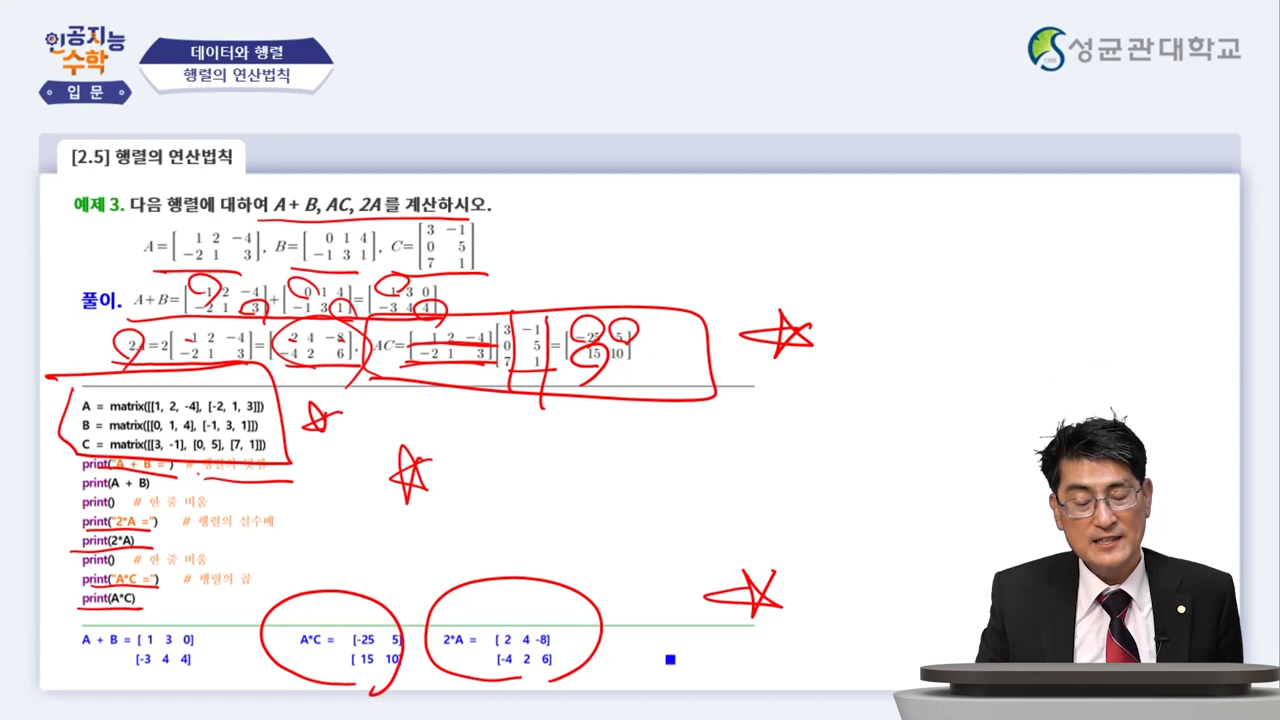 인공지능
수학
입 문
데이터와 행렬
행렬의 연산법칙
성균관대학교
[2.5] 행렬의 연산법칙
예제 3. 다음 행렬에 대하여 A + B, AC, 2A 를 계산하시오.
A = [1 2 −4; −2 1 3], B = [0 1 4; −1 3 1], C = [3 −1; 0 5; 7 1]
풀이. A+B = [1 2 −4; −2 1 3] + [0 1 4; −1 3 1] = [1 3 0; −3 4 4]
2A = 2[1 2 −4; −2 1 3] = [2 4 −8; −4 2 6], AC = [1 2 −4; −2 1 3][3 −1; 0 5; 7 1] = [−25 5; 15 10]
A = matrix([[1, 2, -4], [-2, 1, 3]])
B = matrix([[0, 1, 4], [-1, 3, 1]])
C = matrix([[3, -1], [0, 5], [7, 1]])
print("A + B =") # 행렬의 덧셈
print(A + B)
print() # 한 줄 비움
print("2*A =") # 행렬의 실수배
print(2*A)
print() # 한 줄 비움
print("A*C =") # 행렬의 곱
print(A*C)
A + B = [ 1 3 0] A*C = [-25 5] 2*A = [ 2 4 -8]
[-3 4 4] [ 15 10] [-4 2 6]